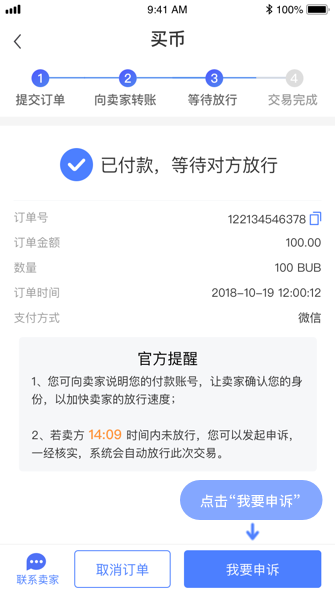 9:41 AM
100%
买币
1
2
3
4
提交订单
向卖家转账
等待放行
交易完成
已付款，等待对方放行
订单号
122134546378
订单金额
100.00
数量
100 BUB
订单时间
2018-10-19 12:00:12
支付方式
微信
官方提醒
1、您可向卖家说明您的付款账号，让卖家确认您的身
份，以加快卖家的放行速度；
2、若卖方 14:09 时间内未放行，您可以发起申诉，
一经核实，系统会自动放行此次交易。
点击“我要申诉”
联系卖家
取消订单
我要申诉